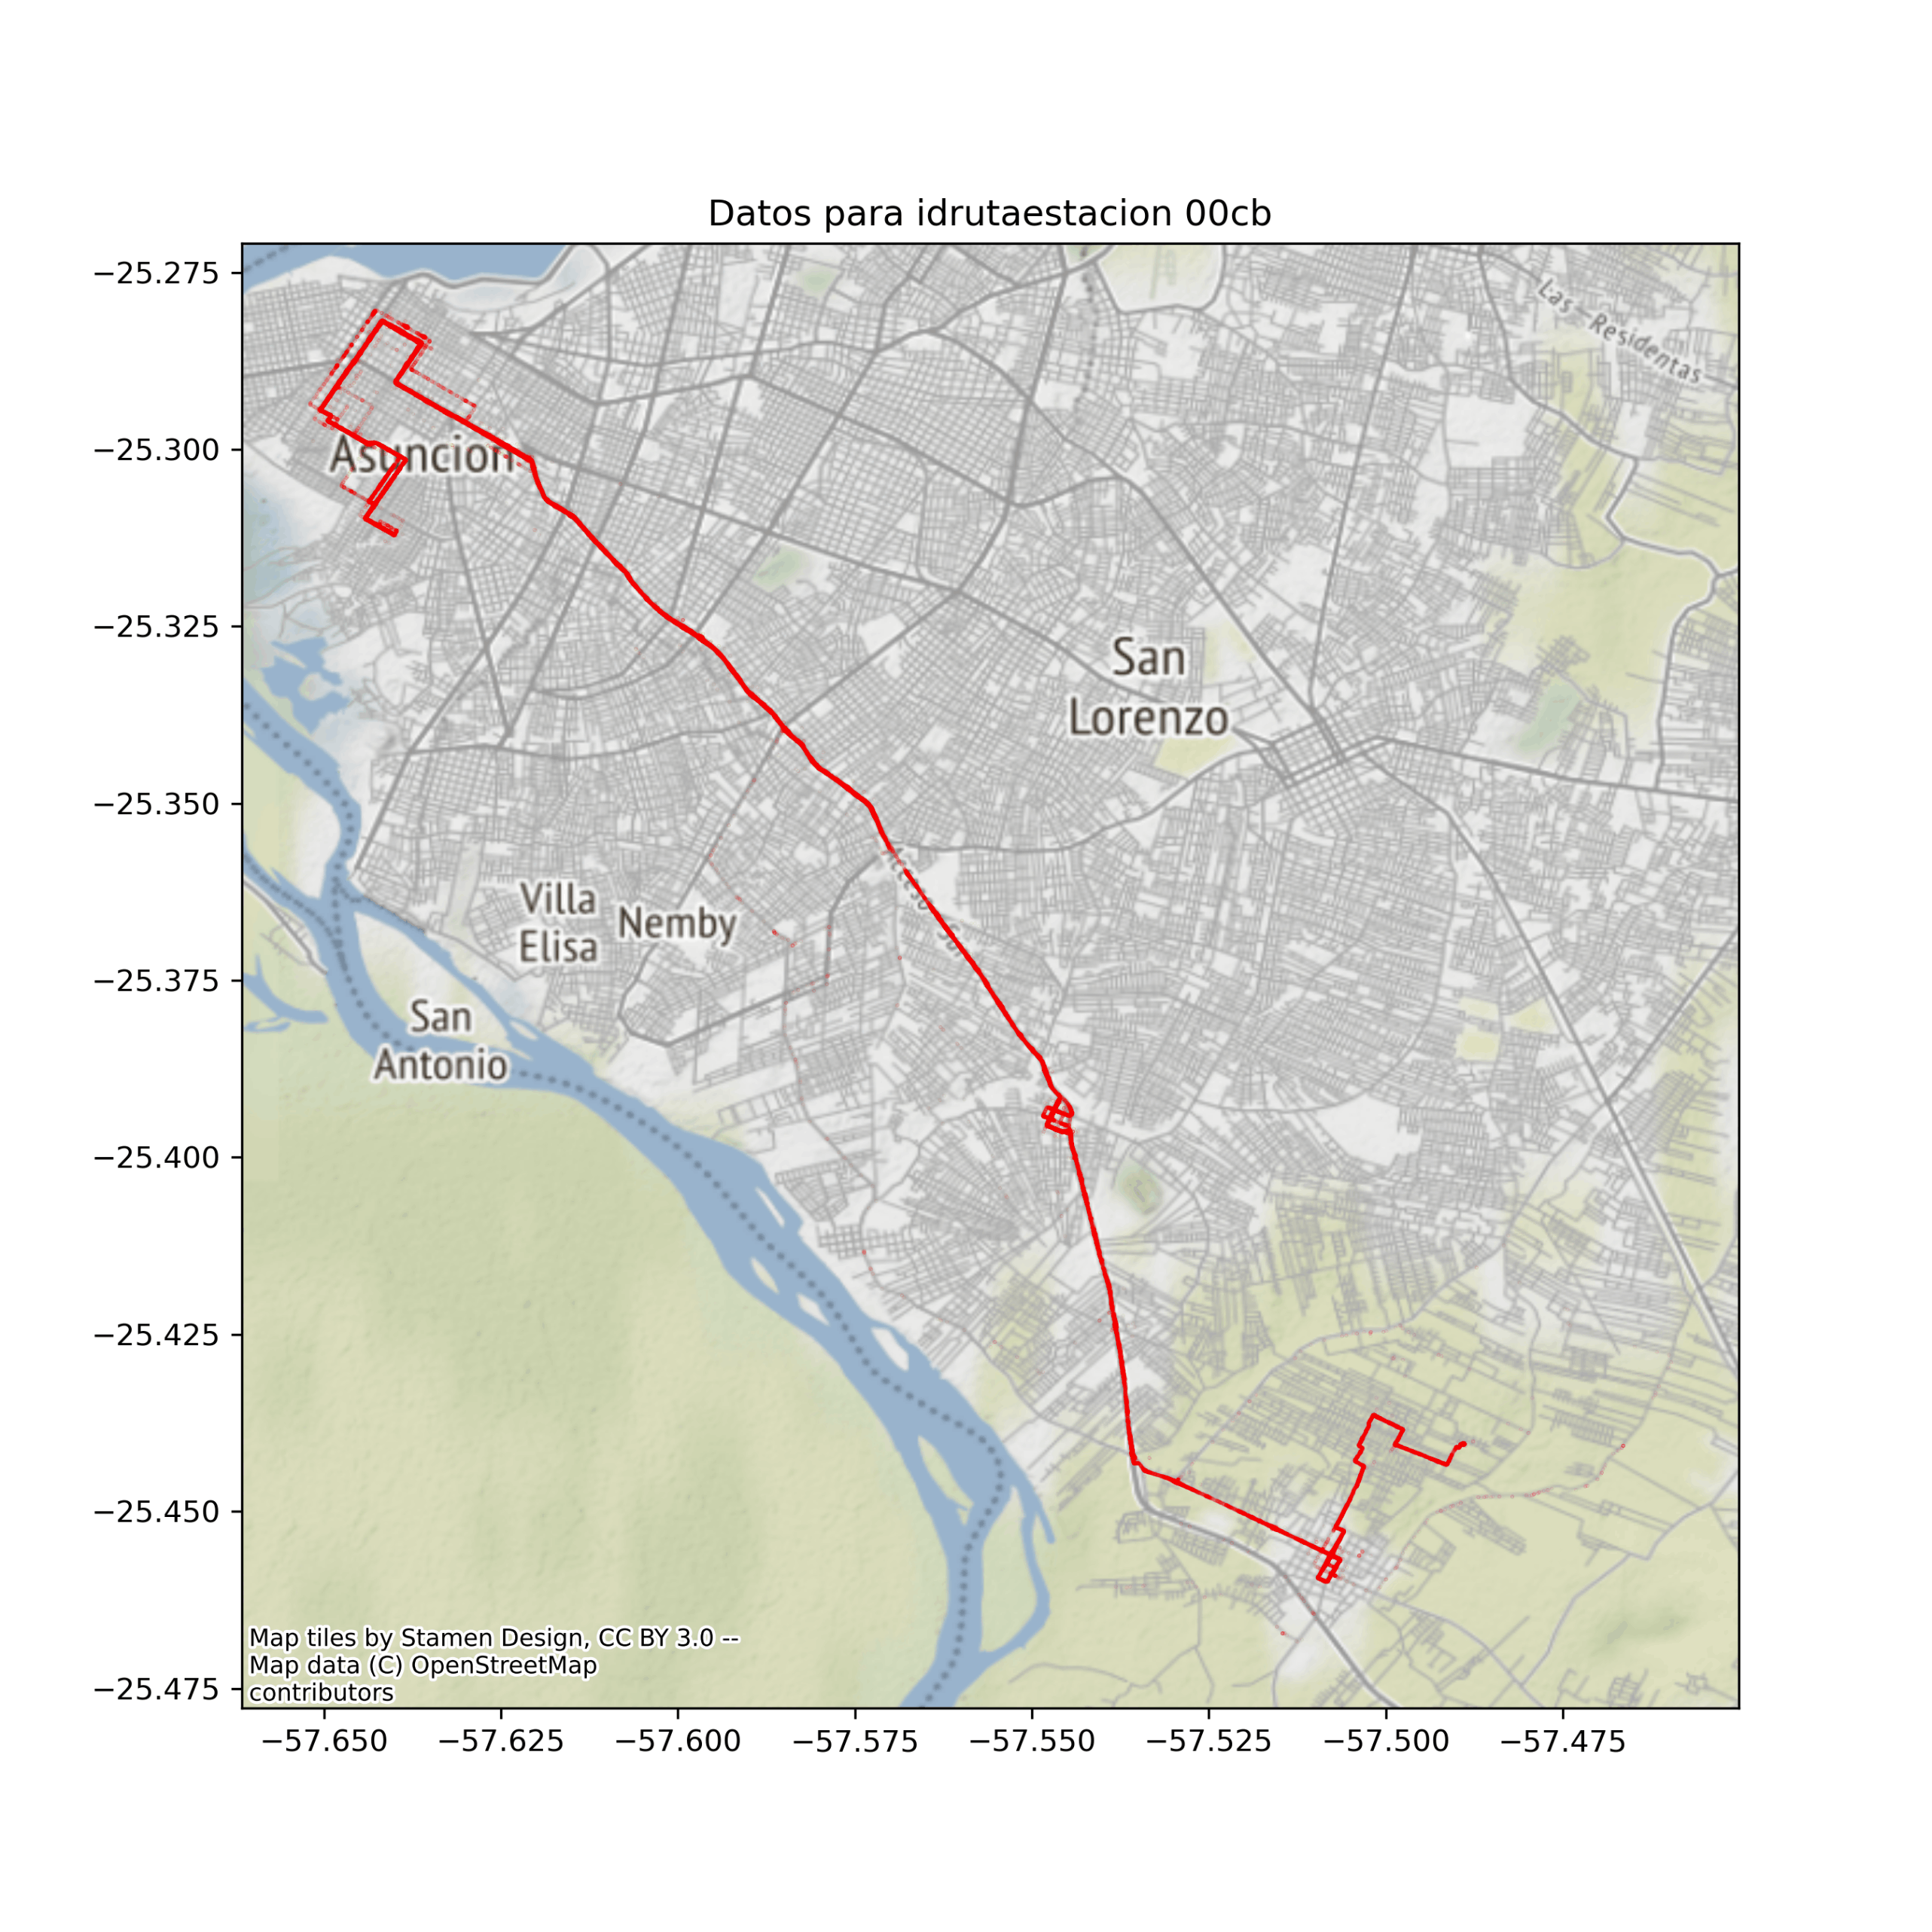 Datos para idrutaestacion 00cb
−25.275
−25.300
−25.325
−25.350
−25.375
−25.400
−25.425
−25.450
−25.475
Las Residentas
Asuncion
San
Lorenzo
Acceso Sur
Villa
Elisa
Nemby
San
Antonio
Map tiles by Stamen Design, CC BY 3.0 --
Map data (C) OpenStreetMap
contributors
−57.650
−57.625
−57.600
−57.575
−57.550
−57.525
−57.500
−57.475